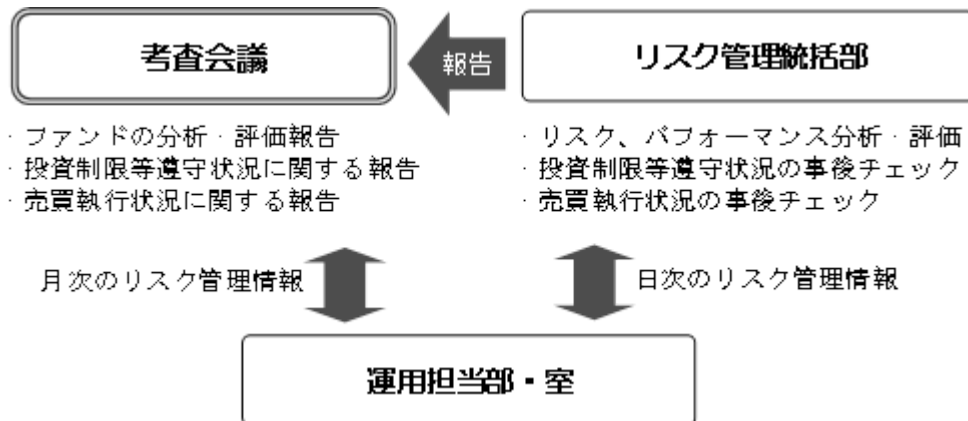 考査会議
報告
リスク管理統括部
· ファンドの分析·評価報告
· 投資制限等遵守状況に関する報告
· 売買執行状況に関する報告
· リスク、パフォーマンス分析·評価
· 投資制限等遵守状況の事後チェック
· 売買執行状況の事後チェック
月次のリスク管理情報
日次のリスク管理情報
運用担当部・室